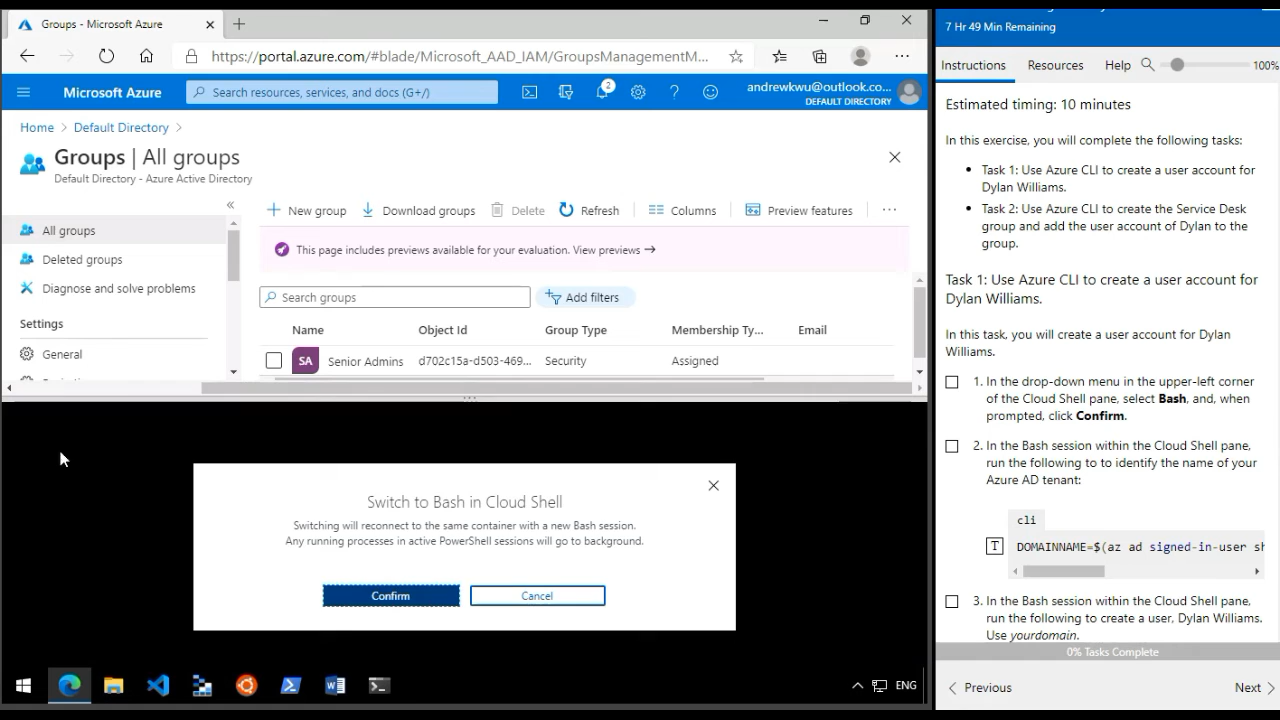 Groups - Microsoft Azure
https://portal.azure.com/#blade/Microsoft_AAD_IAM/GroupsManagementM...
Microsoft Azure
Search resources, services, and docs (G+/)
2
andrewkwu@outlook.co...
DEFAULT DIRECTORY
Home > Default Directory >
Groups | All groups
Default Directory - Azure Active Directory
All groups
Deleted groups
Diagnose and solve problems
Settings
General
New group
Download groups
Delete
Refresh
Columns
Preview features
This page includes previews available for your evaluation. View previews →
Search groups
Add filters
Name Object Id Group Type Membership Ty... Email
SA Senior Admins d702c15a-d503-469... Security Assigned
Switch to Bash in Cloud Shell
Switching will reconnect to the same container with a new Bash session.
Any running processes in active PowerShell sessions will go to background.
Confirm
Cancel
ENG
7 Hr 49 Min Remaining
Instructions Resources Help 100%
Estimated timing: 10 minutes
In this exercise, you will complete the following tasks:
• Task 1: Use Azure CLI to create a user account for
Dylan Williams.
• Task 2: Use Azure CLI to create the Service Desk
group and add the user account of Dylan to the
group.
Task 1: Use Azure CLI to create a user account for
Dylan Williams.
In this task, you will create a user account for Dylan
Williams.
1. In the drop-down menu in the upper-left corner
of the Cloud Shell pane, select Bash, and, when
prompted, click Confirm.
2. In the Bash session within the Cloud Shell pane,
run the following to to identify the name of your
Azure AD tenant:
cli
T DOMAINNAME=$(az ad signed-in-user sh
3. In the Bash session within the Cloud Shell pane,
run the following to create a user, Dylan Williams.
Use yourdomain.
0% Tasks Complete
Previous
Next